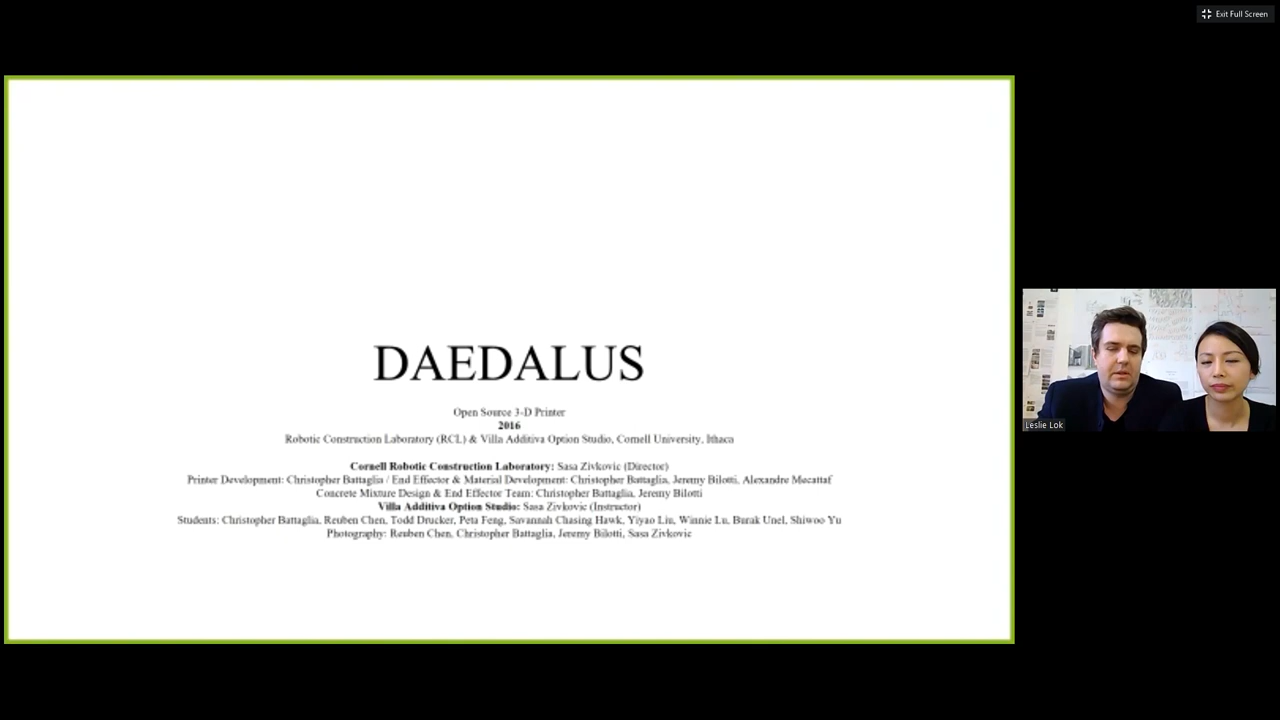 Exit Full Screen
DAEDALUS
Open Source 3-D Printer
2016
Robotic Construction Laboratory (RCL) & Villa Additiva Option Studio, Cornell University, Ithaca
Cornell Robotic Construction Laboratory: Sasa Zivkovic (Director)
Printer Development: Christopher Battaglia / End Effector & Material Development: Christopher Battaglia, Jeremy Bilotti, Alexandre Mecattaf
Concrete Mixture Design & End Effector Team: Christopher Battaglia, Jeremy Bilotti
Villa Additiva Option Studio: Sasa Zivkovic (Instructor)
Students: Christopher Battaglia, Reuben Chen, Todd Drucker, Peta Feng, Savannah Chasing Hawk, Yiyao Liu, Winnie Lu, Burak Unel, Shiwoo Yu
Photography: Reuben Chen, Christopher Battaglia, Jeremy Bilotti, Sasa Zivkovic
Leslie Lok